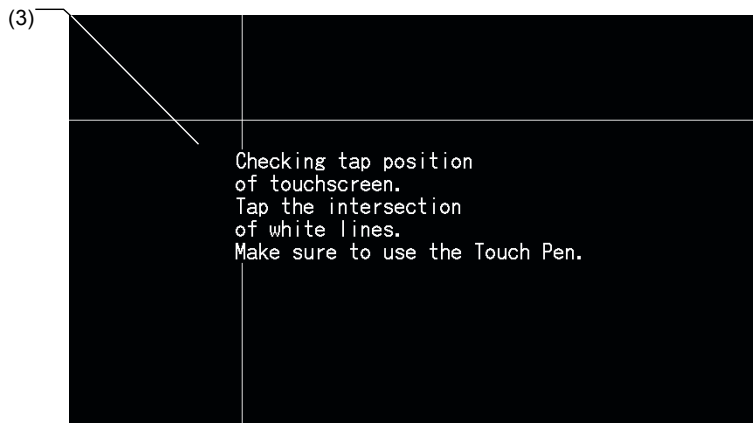 (3)
Checking tap position
of touchscreen.
Tap the intersection
of white lines.
Make sure to use the Touch Pen.